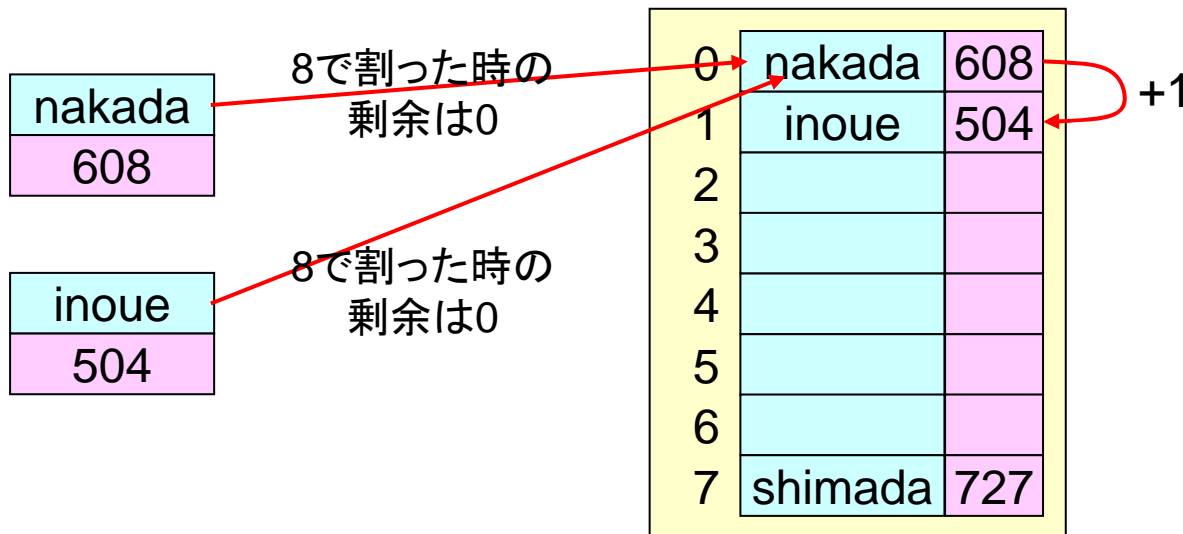 nakada
608
8で割った時の
剰余は0
inoue
504
8で割った時の
剰余は0
0 nakada 608
1 inoue 504
2
3
4
5
6
7 shimada 727
+1